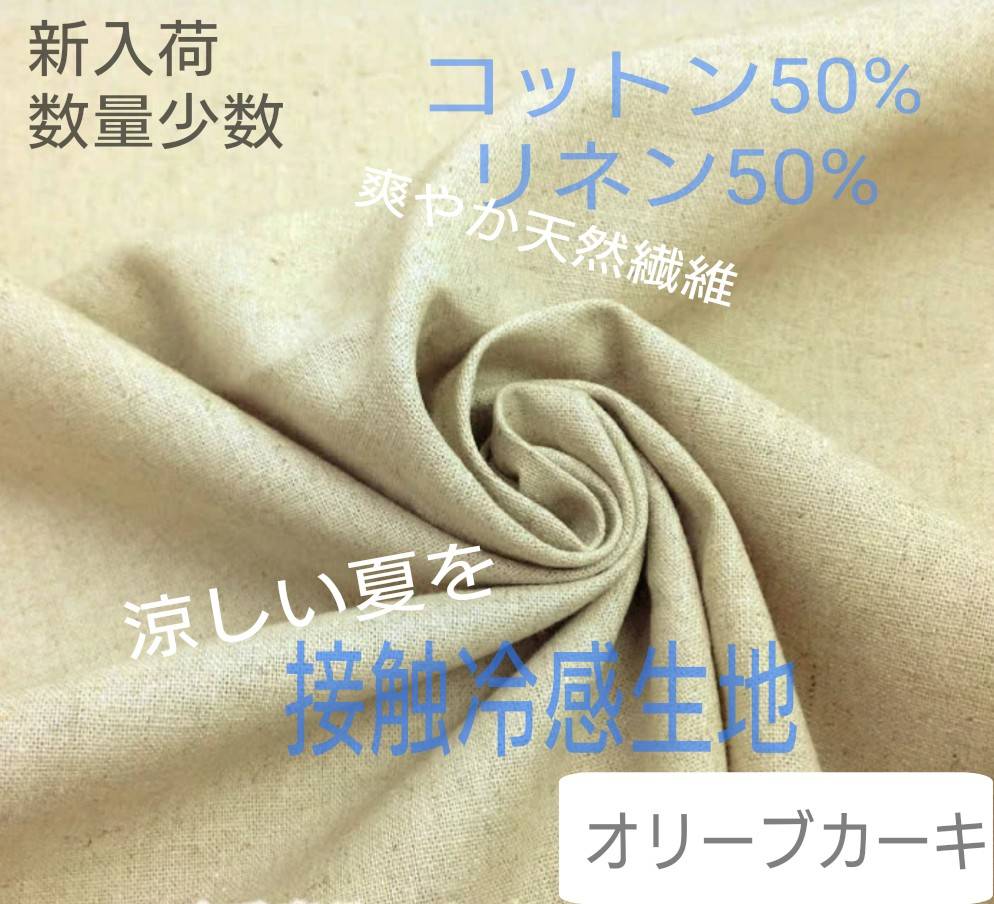 新入荷
数量少数
コットン50%
リネン50%
爽やか天然繊維
涼しい夏を
接触冷感生地
オリーブカーキ